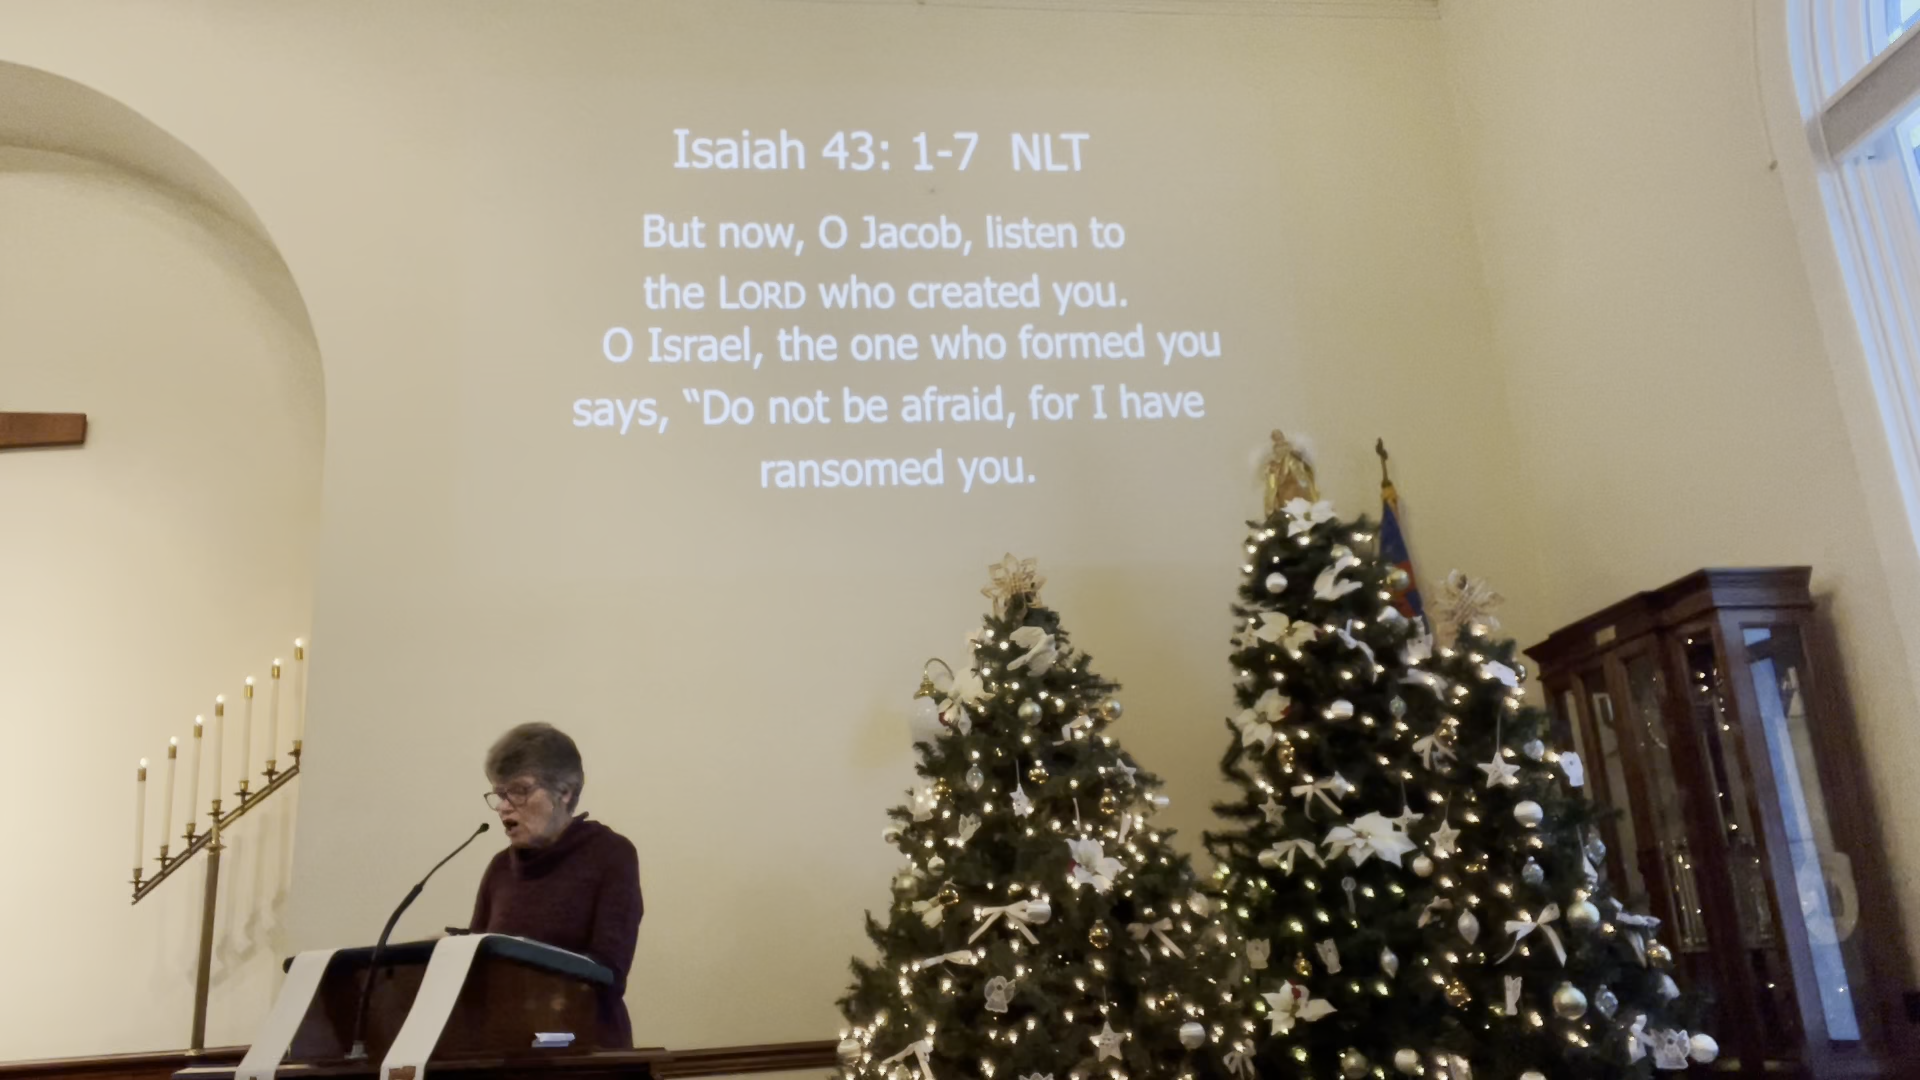 Isaiah 43: 1-7 NLT
But now, O Jacob, listen to
the LORD who created you.
O Israel, the one who formed you
says, “Do not be afraid, for I have
ransomed you.